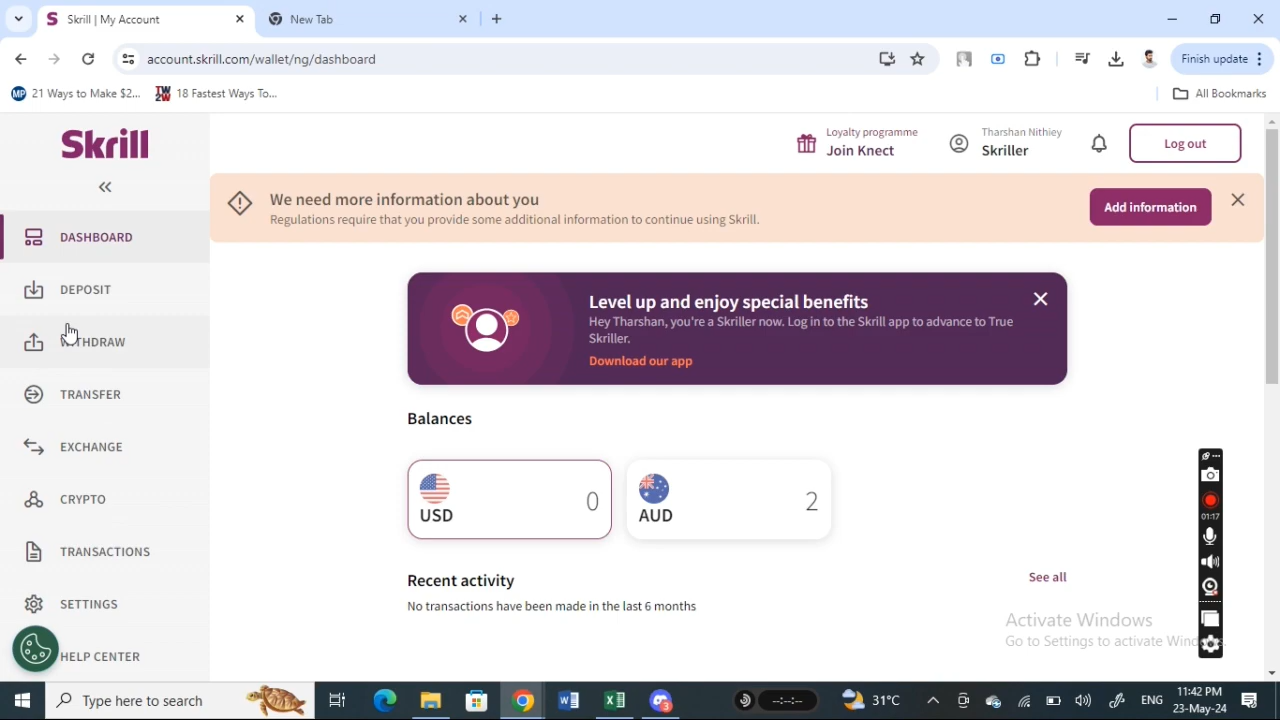 Skrill | My Account
New Tab
account.skrill.com/wallet/ng/dashboard
Finish update
21 Ways to Make $2...
18 Fastest Ways To...
All Bookmarks
Skrill
Loyalty programme
Join Knect
Tharshan Nithiey
Skriller
Log out
We need more information about you
Regulations require that you provide some additional information to continue using Skrill.
Add information
DASHBOARD
DEPOSIT
WITHDRAW
TRANSFER
EXCHANGE
CRYPTO
TRANSACTIONS
SETTINGS
HELP CENTER
Level up and enjoy special benefits
Hey Tharshan, you're a Skriller now. Log in to the Skrill app to advance to True
Skriller.
Download our app
Balances
USD
0
AUD
2
Recent activity
See all
No transactions have been made in the last 6 months
01:17
Activate Windows
Go to Settings to activate Windows.
Type here to search
--:--
31°C
ENG
11:42 PM
23-May-24